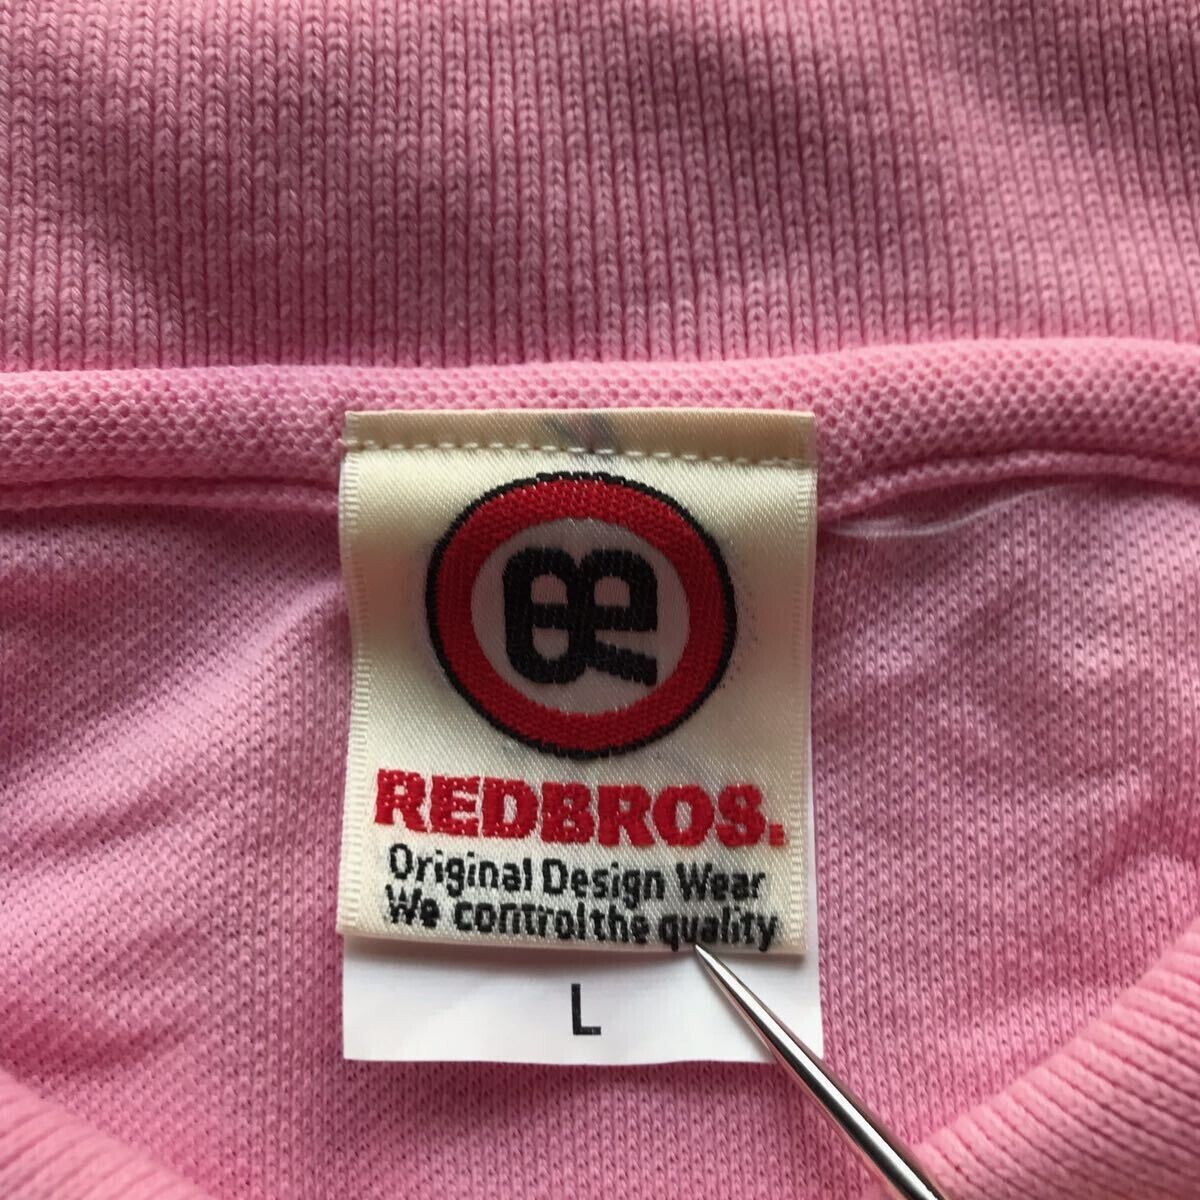 REDBROS.
Original Design Wear
We control the quality
L